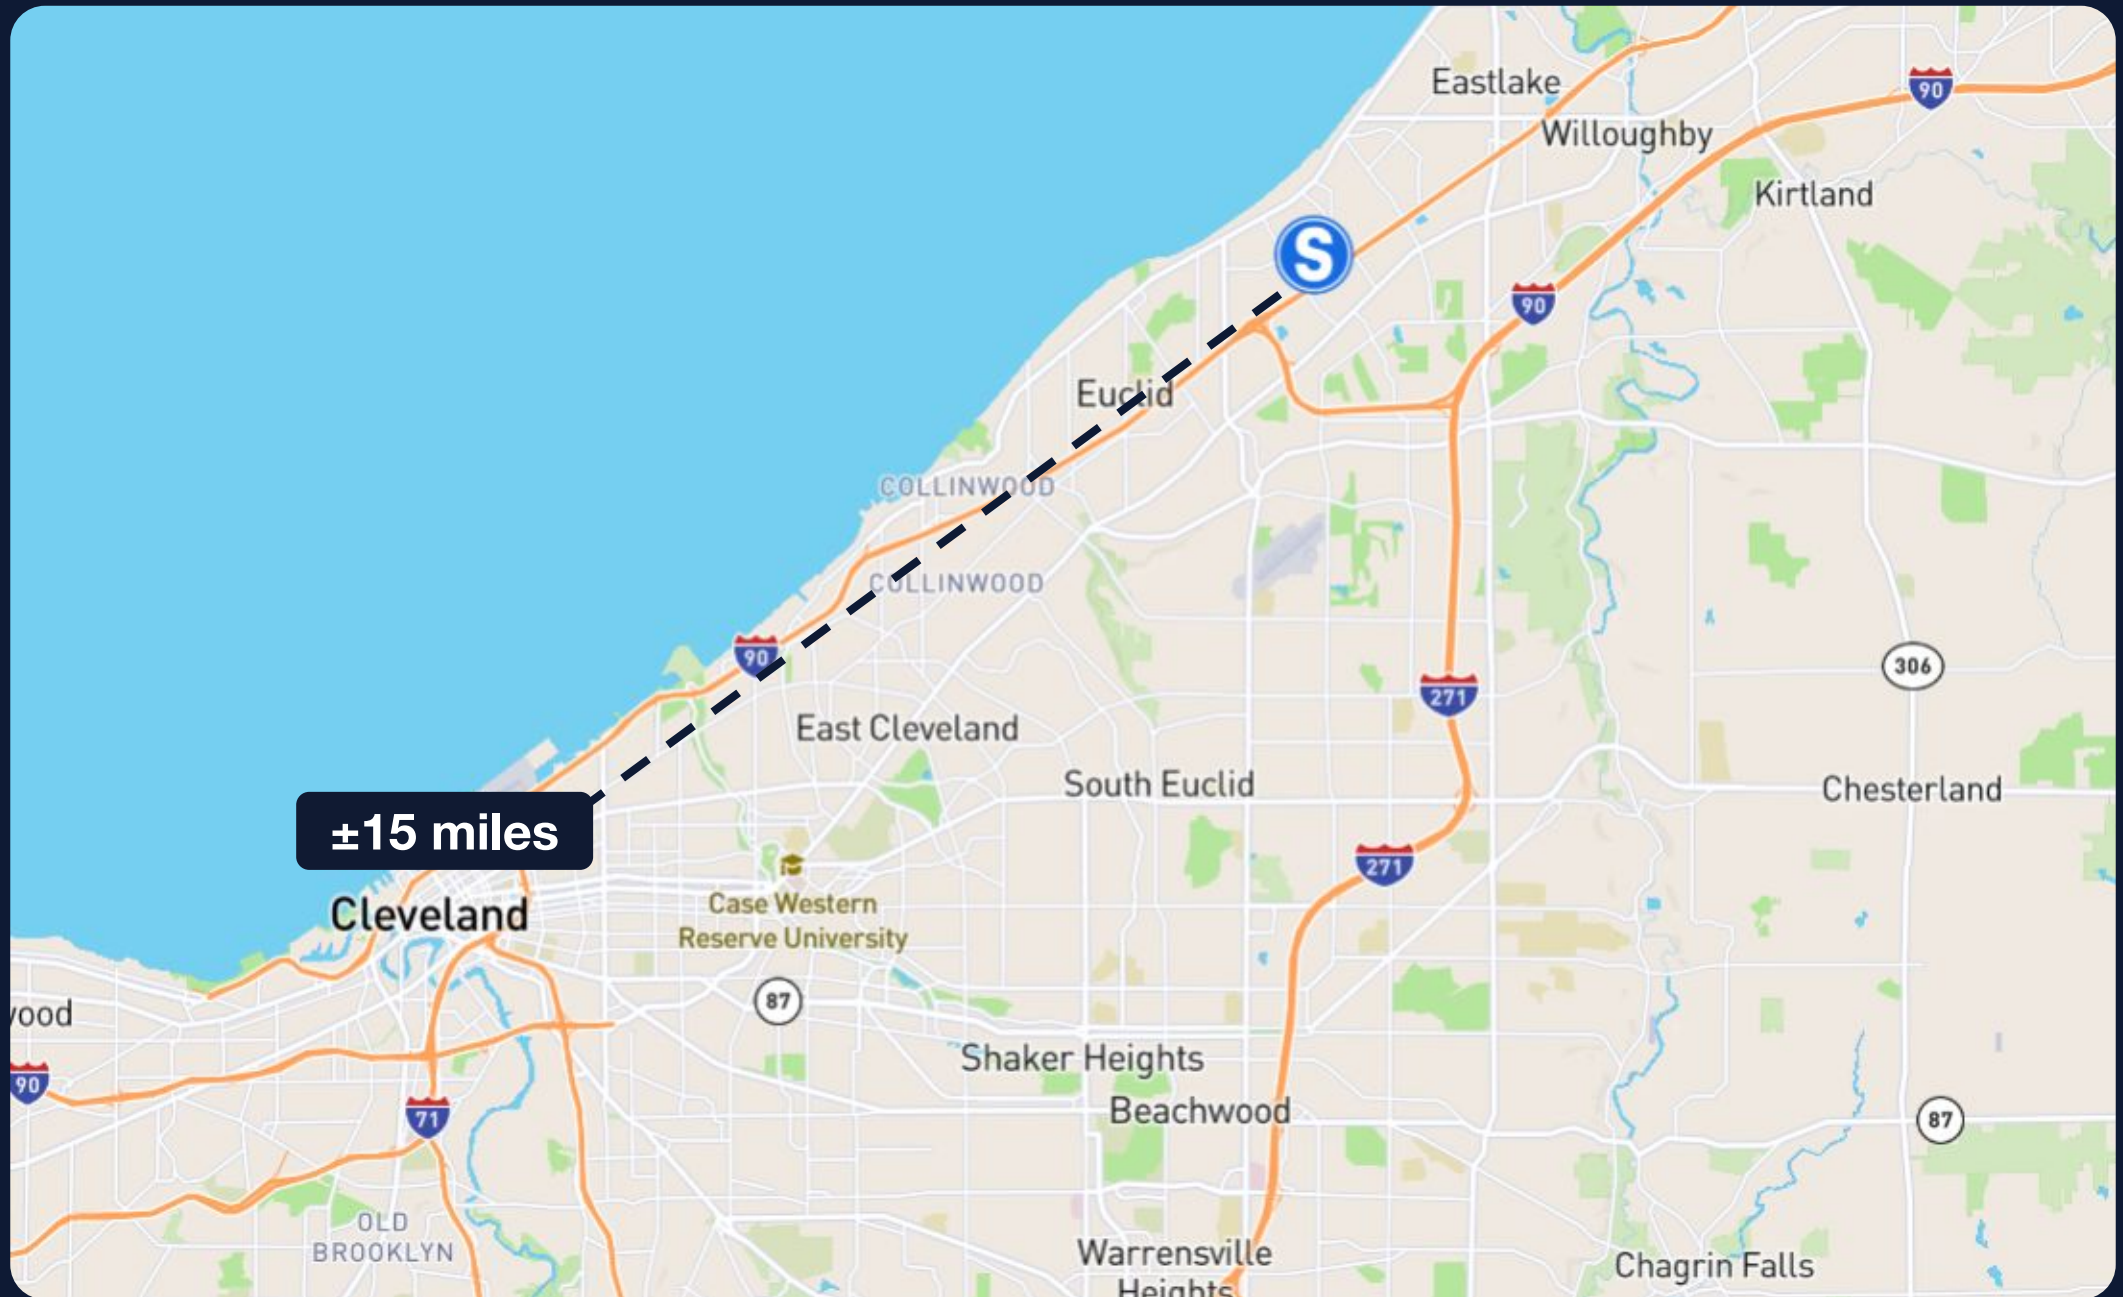 Eastlake
90
Willoughby
Kirtland
S
90
Euclid
COLLINWOOD
COLLINWOOD
90
306
271
East Cleveland
South Euclid
Chesterland
±15 miles
271
Cleveland
Case Western
Reserve University
87
wood
Shaker Heights
90
Beachwood
71
87
OLD
BROOKLYN
Warrensville
Heights
Chagrin Falls